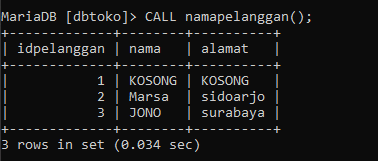 MariaDB [dbtoko]> CALL namapelanggan();
+-------------+--------+----------+
| idpelanggan | nama   | alamat   |
+-------------+--------+----------+
|           1 | KOSONG | KOSONG   |
|           2 | Marsa  | sidoarjo |
|           3 | JONO   | surabaya |
+-------------+--------+----------+
3 rows in set (0.034 sec)